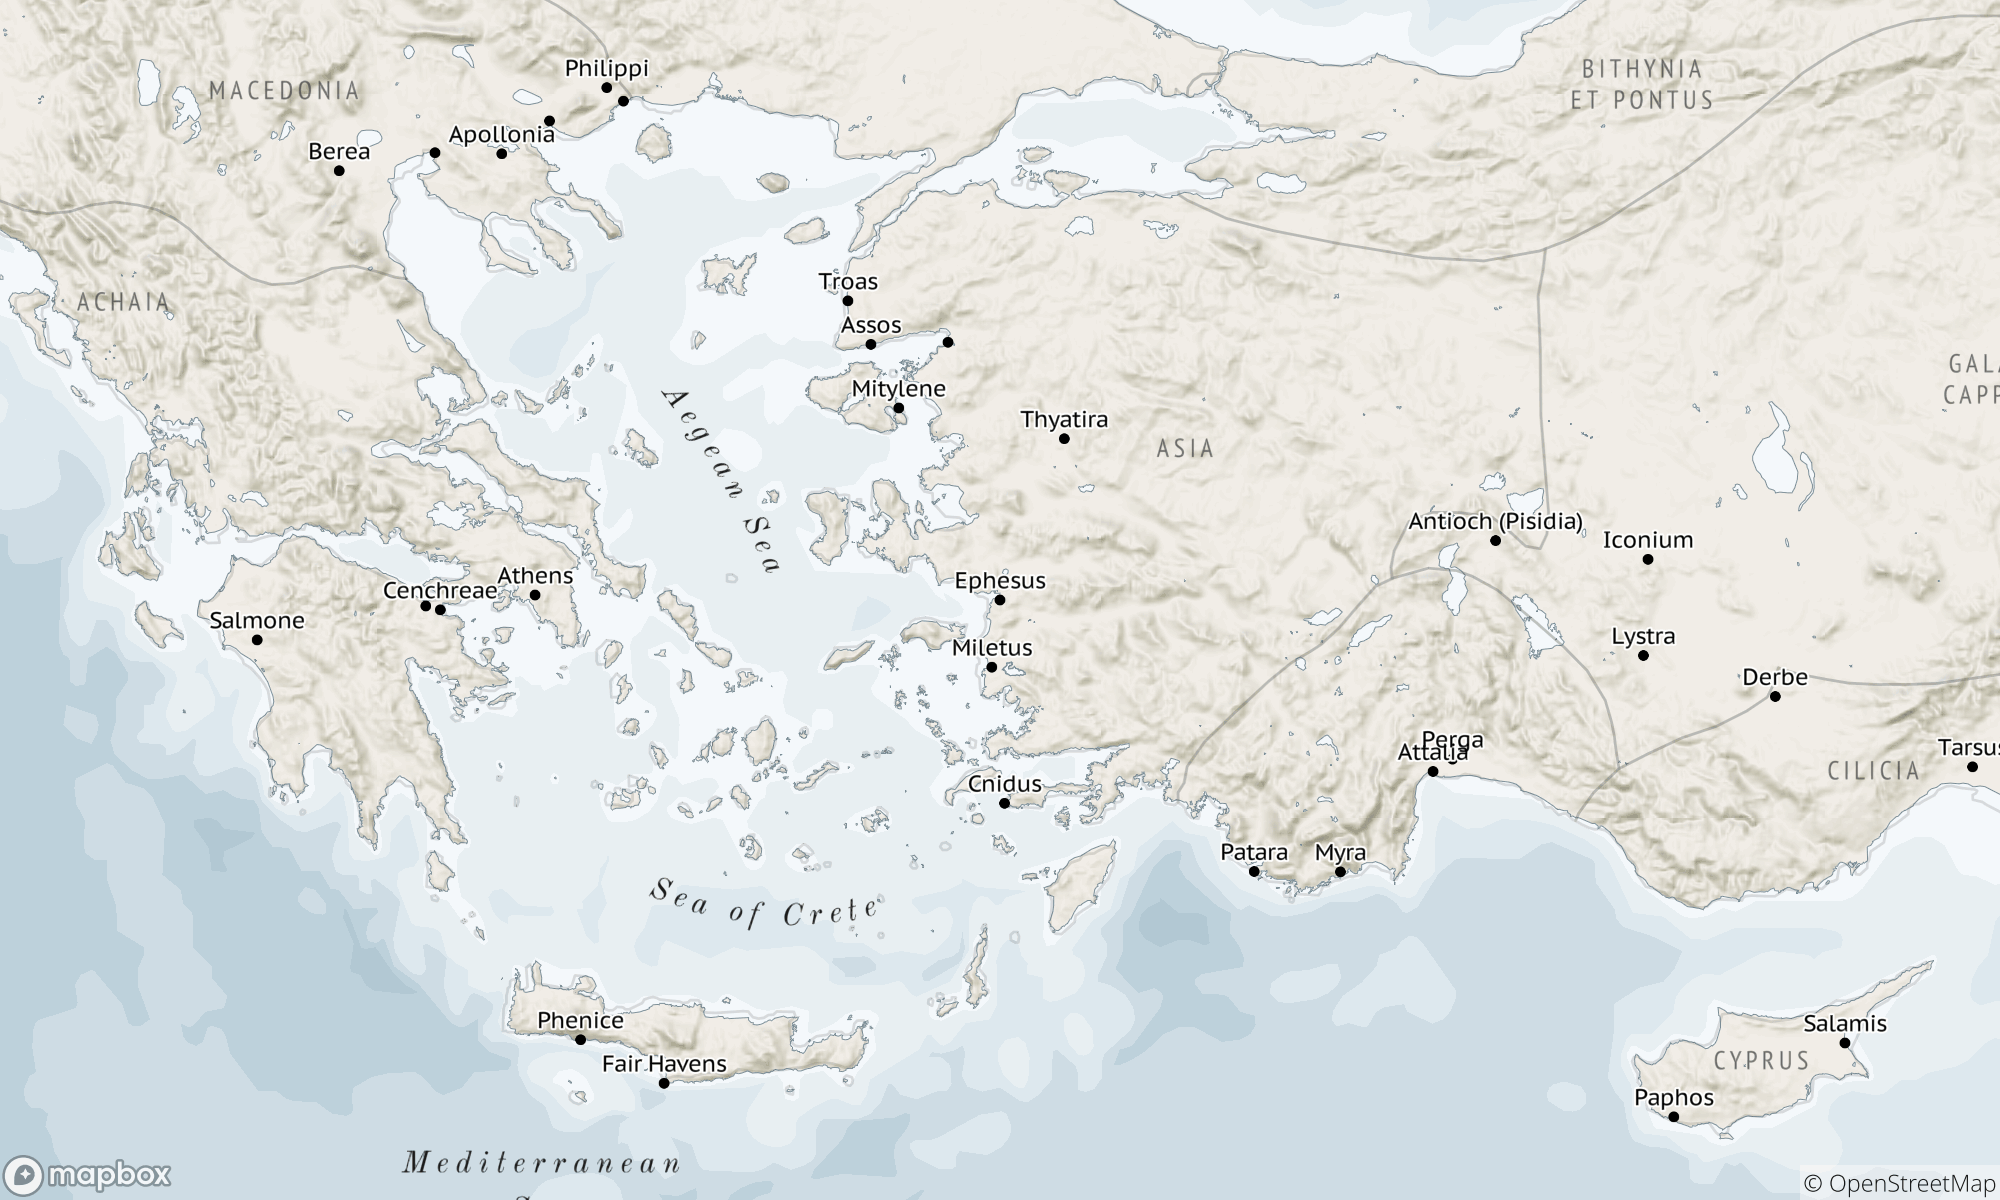 Philippi
BITHYNIA
ET PONTUS
MACEDONIA
Apollonia
Berea
Troas
ACHAIA
Assos
GALA
CAPP
Mitylene
Thyatira
ASIA
Aegean Sea
Antioch (Pisidia)
Iconium
Athens
Ephesus
Cenchreae
Salmone
Lystra
Miletus
Derbe
Perga
Attalia
Tarsus
CILICIA
Cnidus
Patara
Myra
Sea of Crete
Phenice
Salamis
CYPRUS
Fair Havens
Paphos
Mediterranean
mapbox
© OpenStreetMap